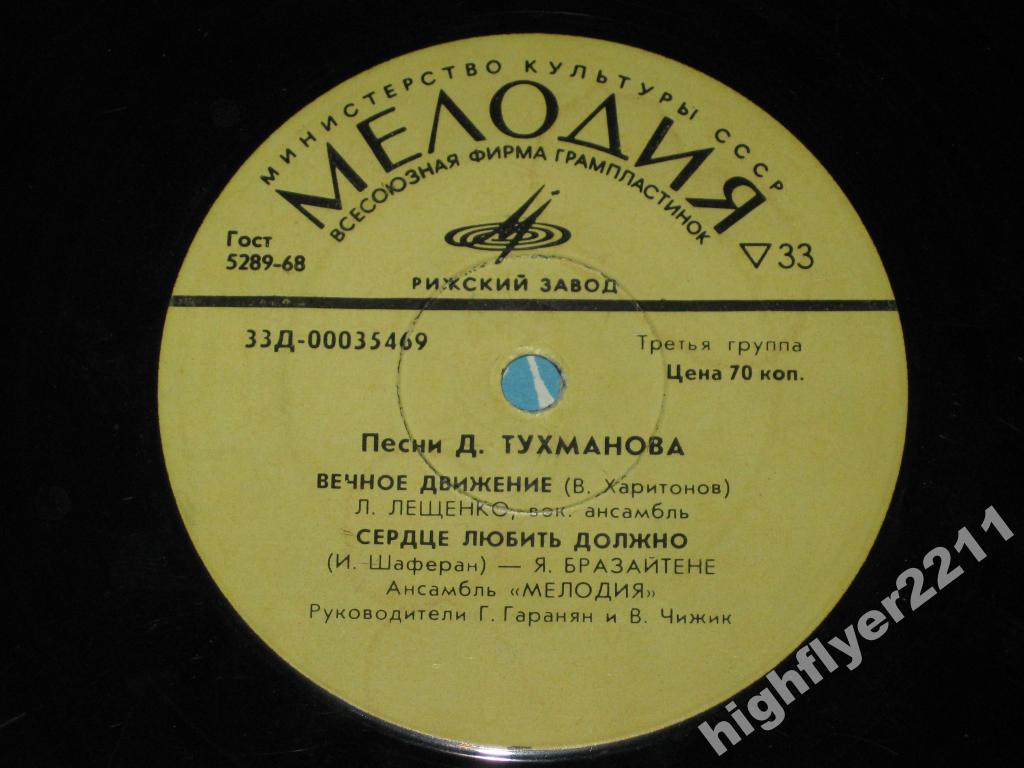 МИНИСТЕРСТВО КУЛЬТУРЫ СССР
МЕЛОДИЯ
ВСЕСОЮЗНАЯ ФИРМА ГРАМПЛАСТИНОК
Гост
5289-68
▽33
РИЖСКИЙ ЗАВОД
33Д-00035469
Третья группа
Цена 70 коп.
Песни Д. ТУХМАНОВА
ВЕЧНОЕ ДВИЖЕНИЕ (В. Харитонов)
Л. ЛЕЩЕНКО, вок. ансамбль
СЕРДЦЕ ЛЮБИТЬ ДОЛЖНО
(И. Шаферан) — Я. БРАЗАЙТЕНЕ
Ансамбль «МЕЛОДИЯ»
Руководители Г. Гаранян и В. Чижик
highflyer2211